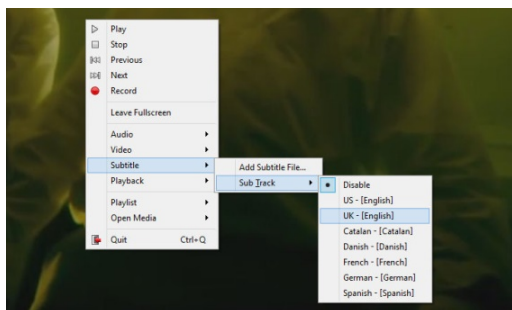 Play
Stop
Previous
Next
Record
Leave Fullscreen
Audio
Video
Subtitle
Playback
Playlist
Open Media
Quit Ctrl+Q
Add Subtitle File...
Sub Track
Disable
US - [English]
UK - [English]
Catalan - [Catalan]
Danish - [Danish]
French - [French]
German - [German]
Spanish - [Spanish]